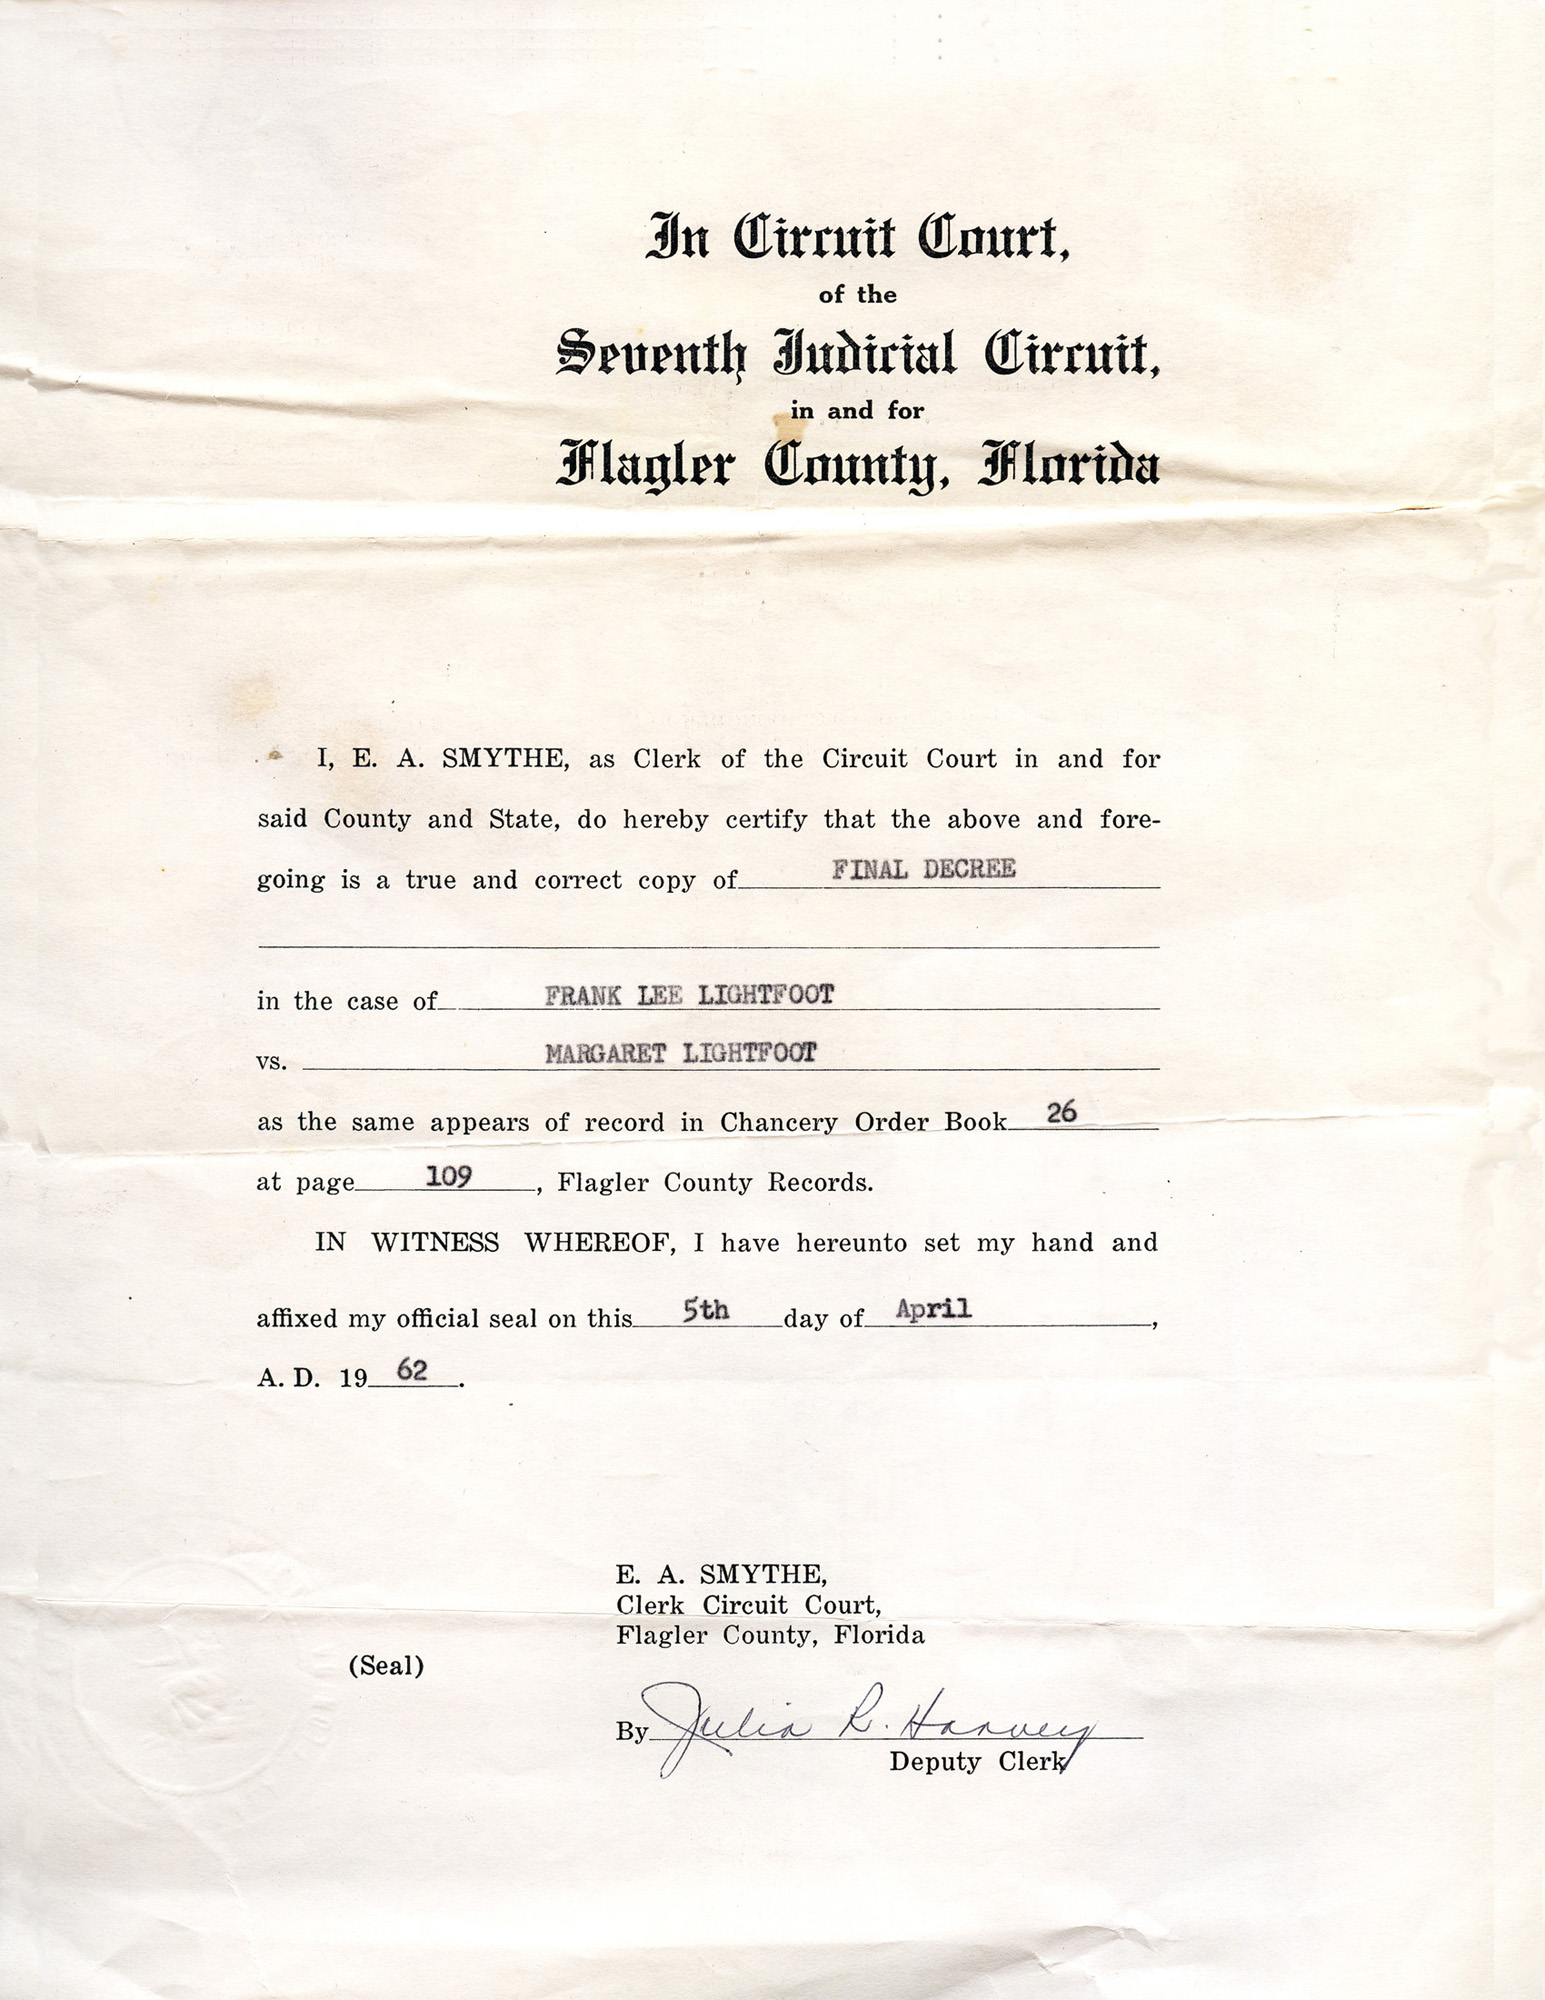 In Circuit Court,
of the
Seventh Judicial Circuit,
in and for
Flagler County, Florida
I, E. A. SMYTHE, as Clerk of the Circuit Court in and for
said County and State, do hereby certify that the above and fore-
going is a true and correct copy of FINAL DECREE
in the case of FRANK LEE LIGHTFOOT
vs. MARGARET LIGHTFOOT
as the same appears of record in Chancery Order Book 26
at page 109, Flagler County Records.
IN WITNESS WHEREOF, I have hereunto set my hand and
affixed my official seal on this 5th day of April,
A. D. 19 62.
E. A. SMYTHE,
Clerk Circuit Court,
Flagler County, Florida
(Seal)
By Julia R. Harvey
Deputy Clerk